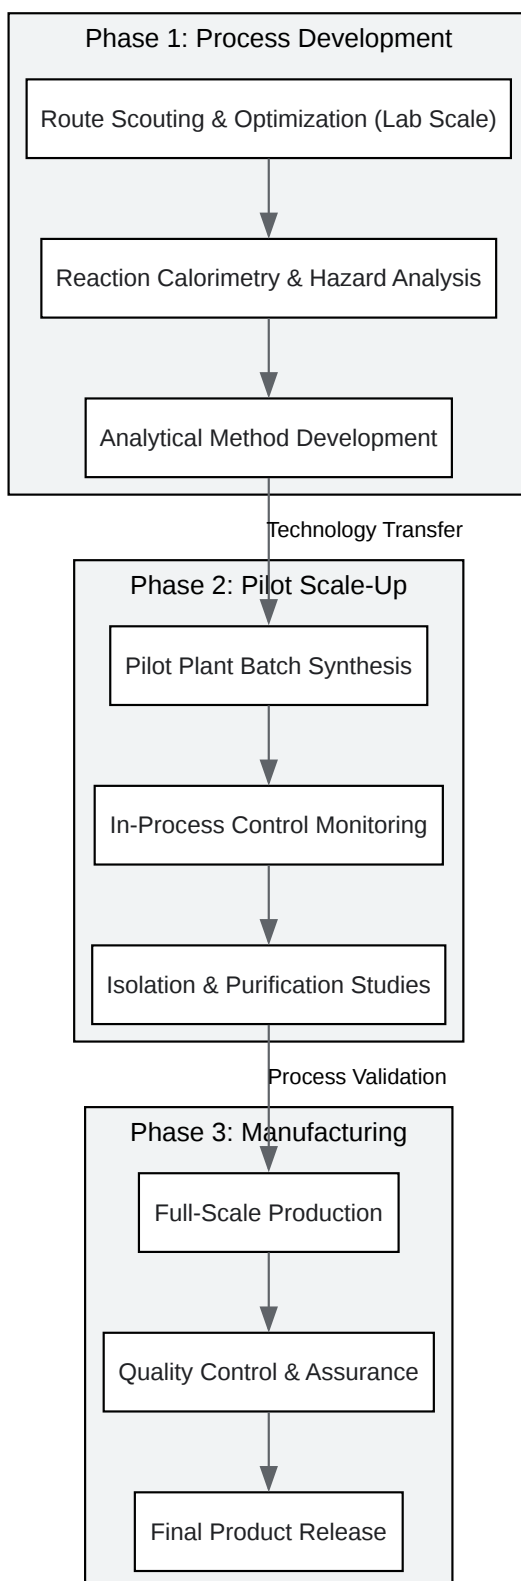 Phase 1: Process Development
Route Scouting & Optimization (Lab Scale)
Reaction Calorimetry & Hazard Analysis
Analytical Method Development
Technology Transfer
Phase 2: Pilot Scale-Up
Pilot Plant Batch Synthesis
In-Process Control Monitoring
Isolation & Purification Studies
Process Validation
Phase 3: Manufacturing
Full-Scale Production
Quality Control & Assurance
Final Product Release